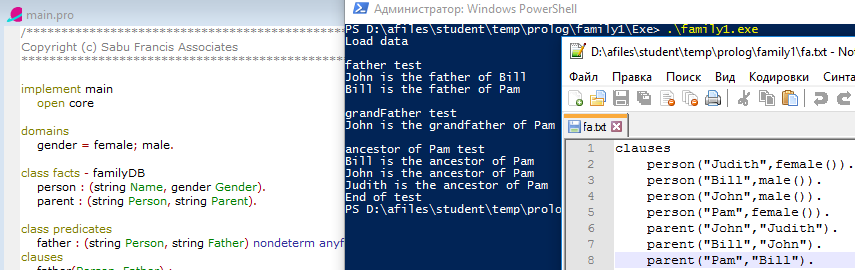 main.pro
/****************************************
Copyright (c) Sabu Francis Associates
****************************************
implement main
open core
domains
gender = female; male.
class facts - familyDB
person : (string Name, gender Gender).
parent : (string Person, string Parent).
class predicates
father : (string Person, string Father) nondeterm anyf
clauses
father(Person, Father) :-
Администратор: Windows PowerShell
PS D:\afiles\student\temp\prolog\family1\Exe> .\family1.exe
Load data
father test
John is the father of Bill
Bill is the father of Pam
grandFather test
John is the grandfather of Pam
ancestor of Pam test
Bill is the ancestor of Pam
John is the ancestor of Pam
Judith is the ancestor of Pam
End of test
PS D:\afiles\student\temp\prolo
D:\afiles\student\temp\prolog\family1\fa.txt - Not
Файл Правка Поиск Вид Кодировки Синта
fa.txt
1 clauses
2 person("Judith",female()).
3 person("Bill",male()).
4 person("John",male()).
5 person("Pam",female()).
6 parent("John","Judith").
7 parent("Bill","John").
8 parent("Pam","Bill").